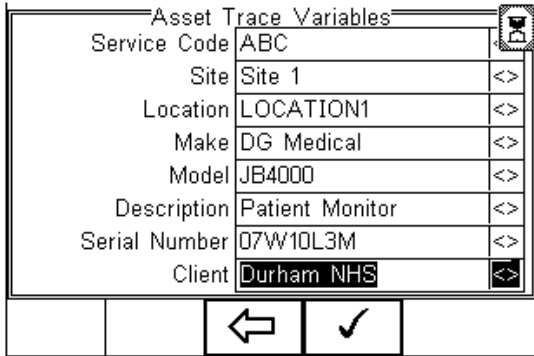 Asset Trace Variables
Service Code ABC
Site Site 1 <>
Location LOCATION1 <>
Make DG Medical <>
Model JB4000 <>
Description Patient Monitor <>
Serial Number 07W10L3M <>
Client Durham NHS <>